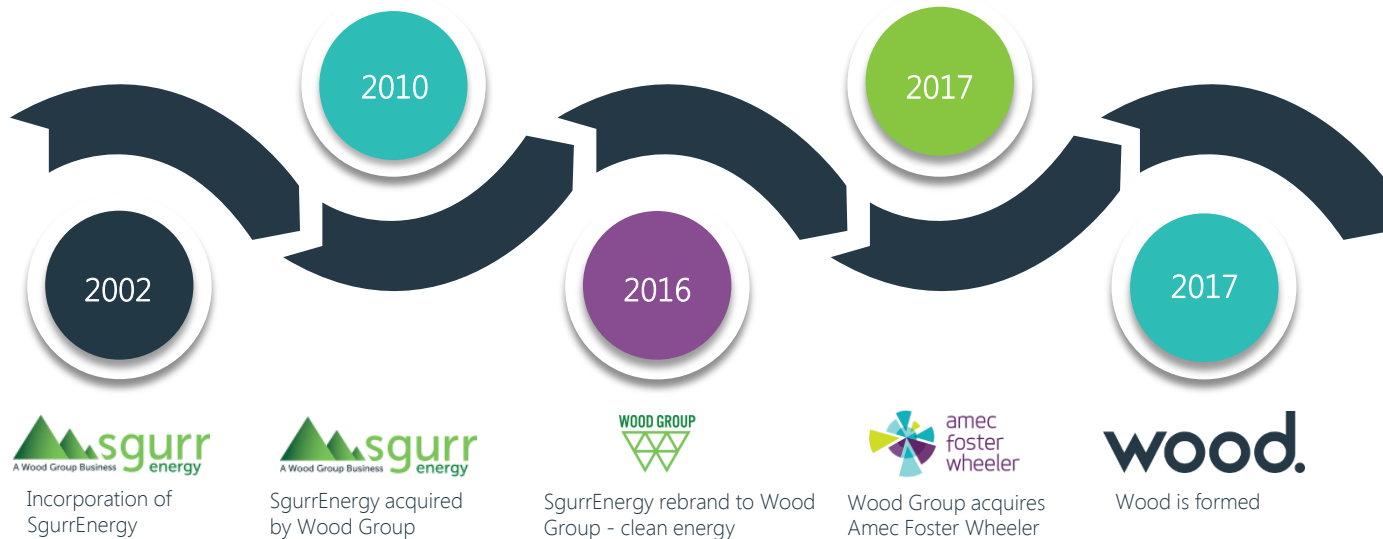 2010
2017
2002
2016
2017
sgurr
A Wood Group Business energy
Incorporation of
SgurrEnergy
sgurr
A Wood Group Business energy
SgurrEnergy acquired
by Wood Group
WOOD GROUP
SgurrEnergy rebrand to Wood
Group - clean energy
amec
foster
wheeler
Wood Group acquires
Amec Foster Wheeler
wood.
Wood is formed